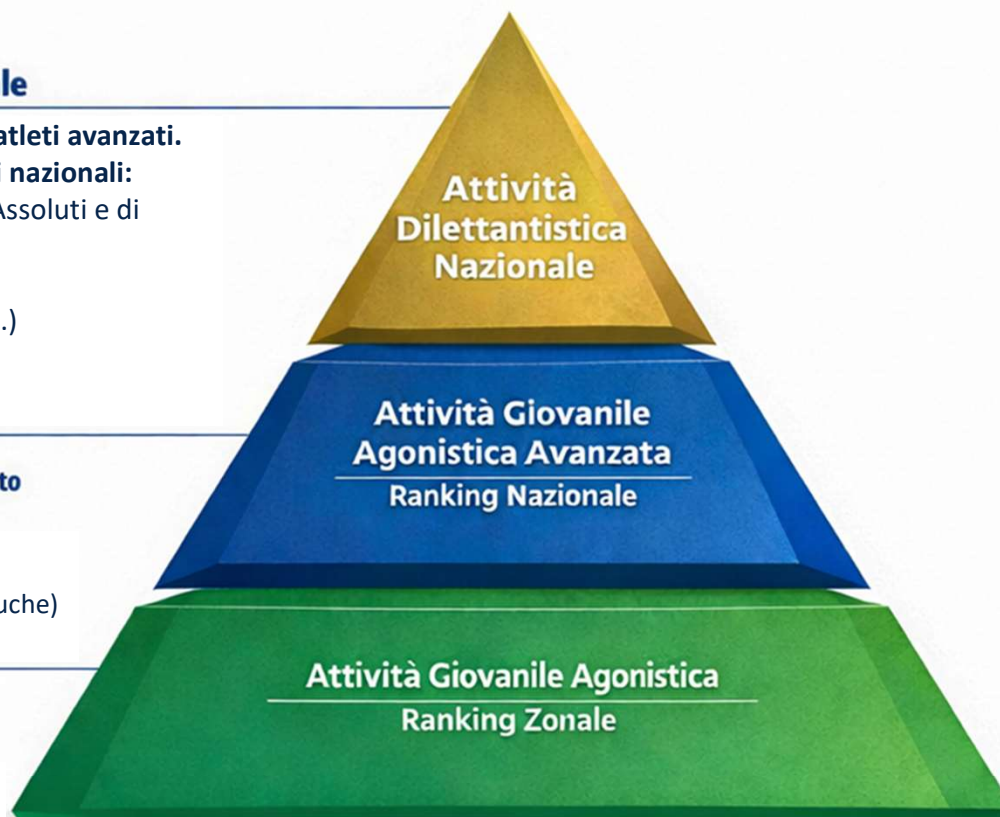 le
atleti avanzati.
i nazionali:
Assoluti e di
.)
to
uche)
Attività
Dilettantistica
Nazionale
Attività Giovanile
Agonistica Avanzata
Ranking Nazionale
Attività Giovanile Agonistica
Ranking Zonale